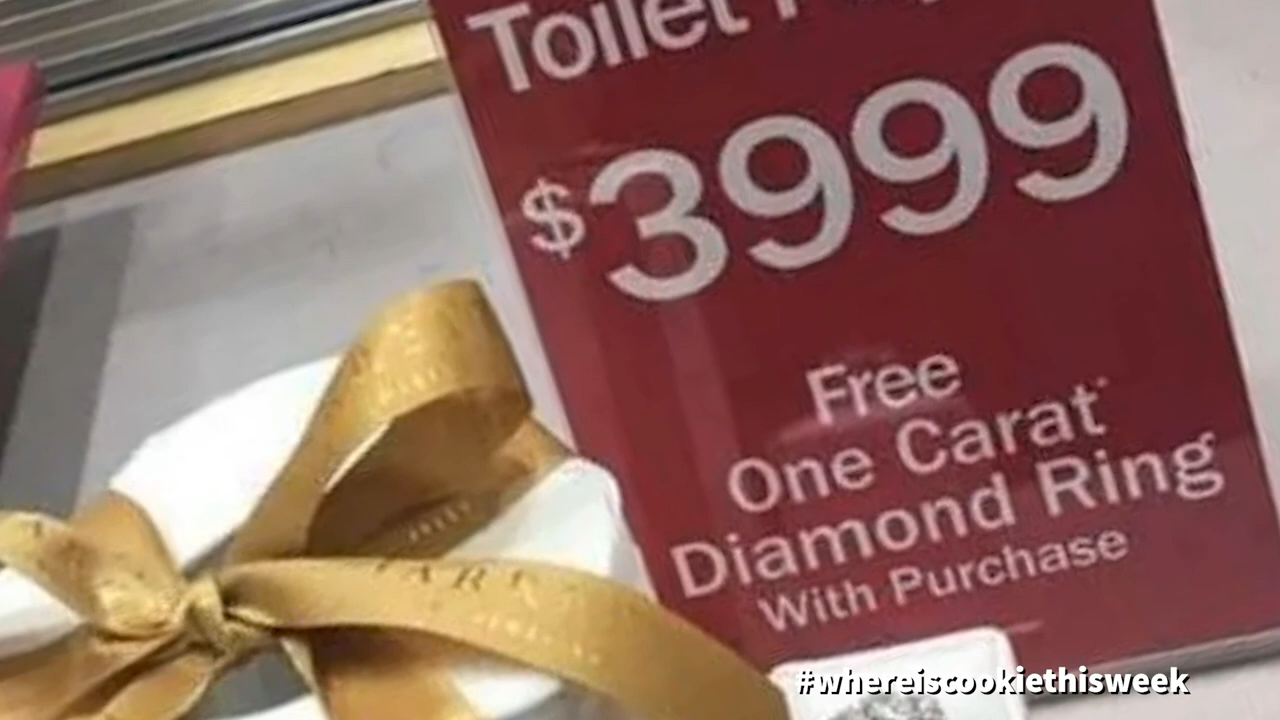 Toilet
$3999
Free
One Carat
Diamond Ring
With Purchase
#whereiscookiethisweek